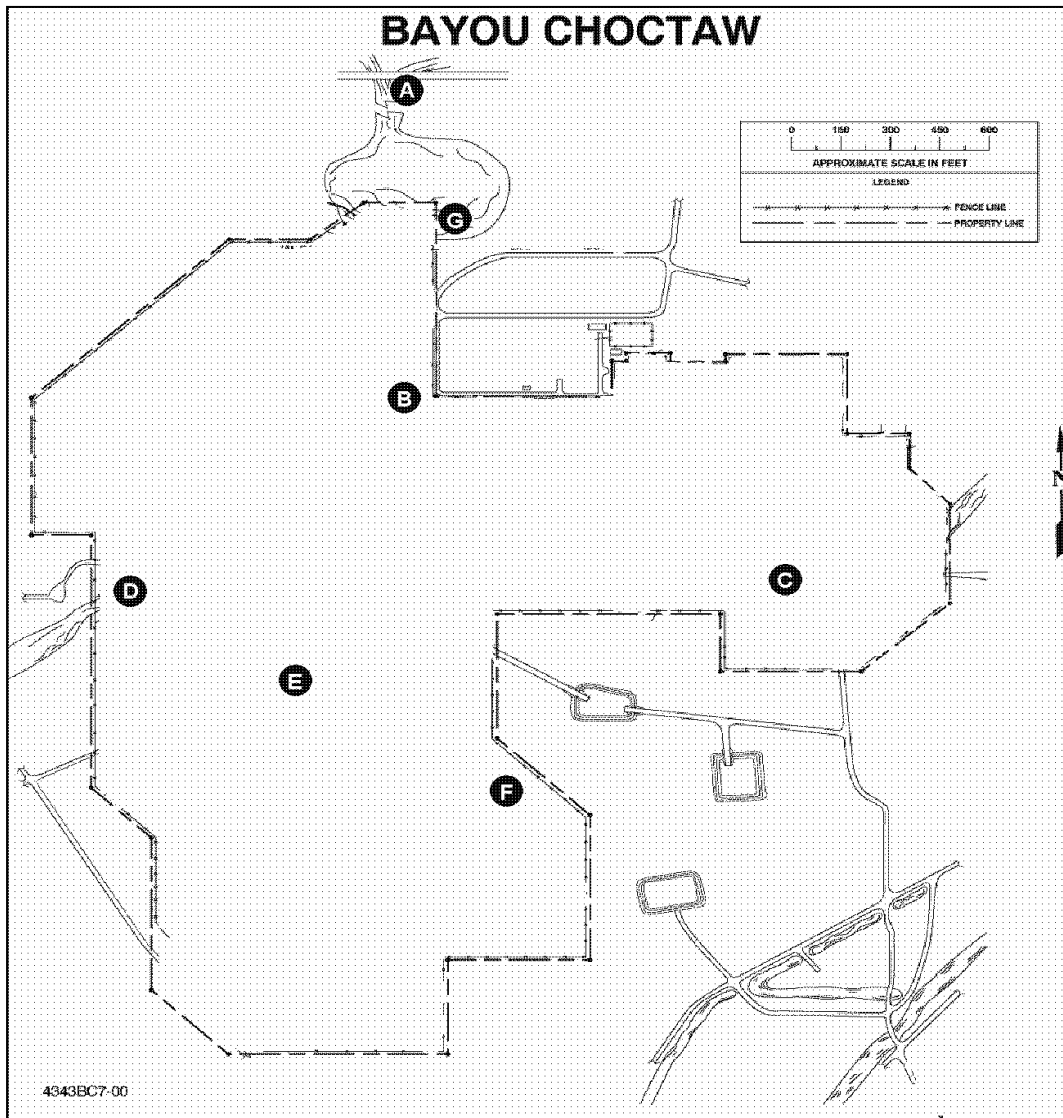 BAYOU CHOCTAW
A
0 150 300 450 600
APPROXIMATE SCALE IN FEET
LEGEND
FENCE LINE
PROPERTY LINE
G
B
N
C
D
E
F
4343BC7-00